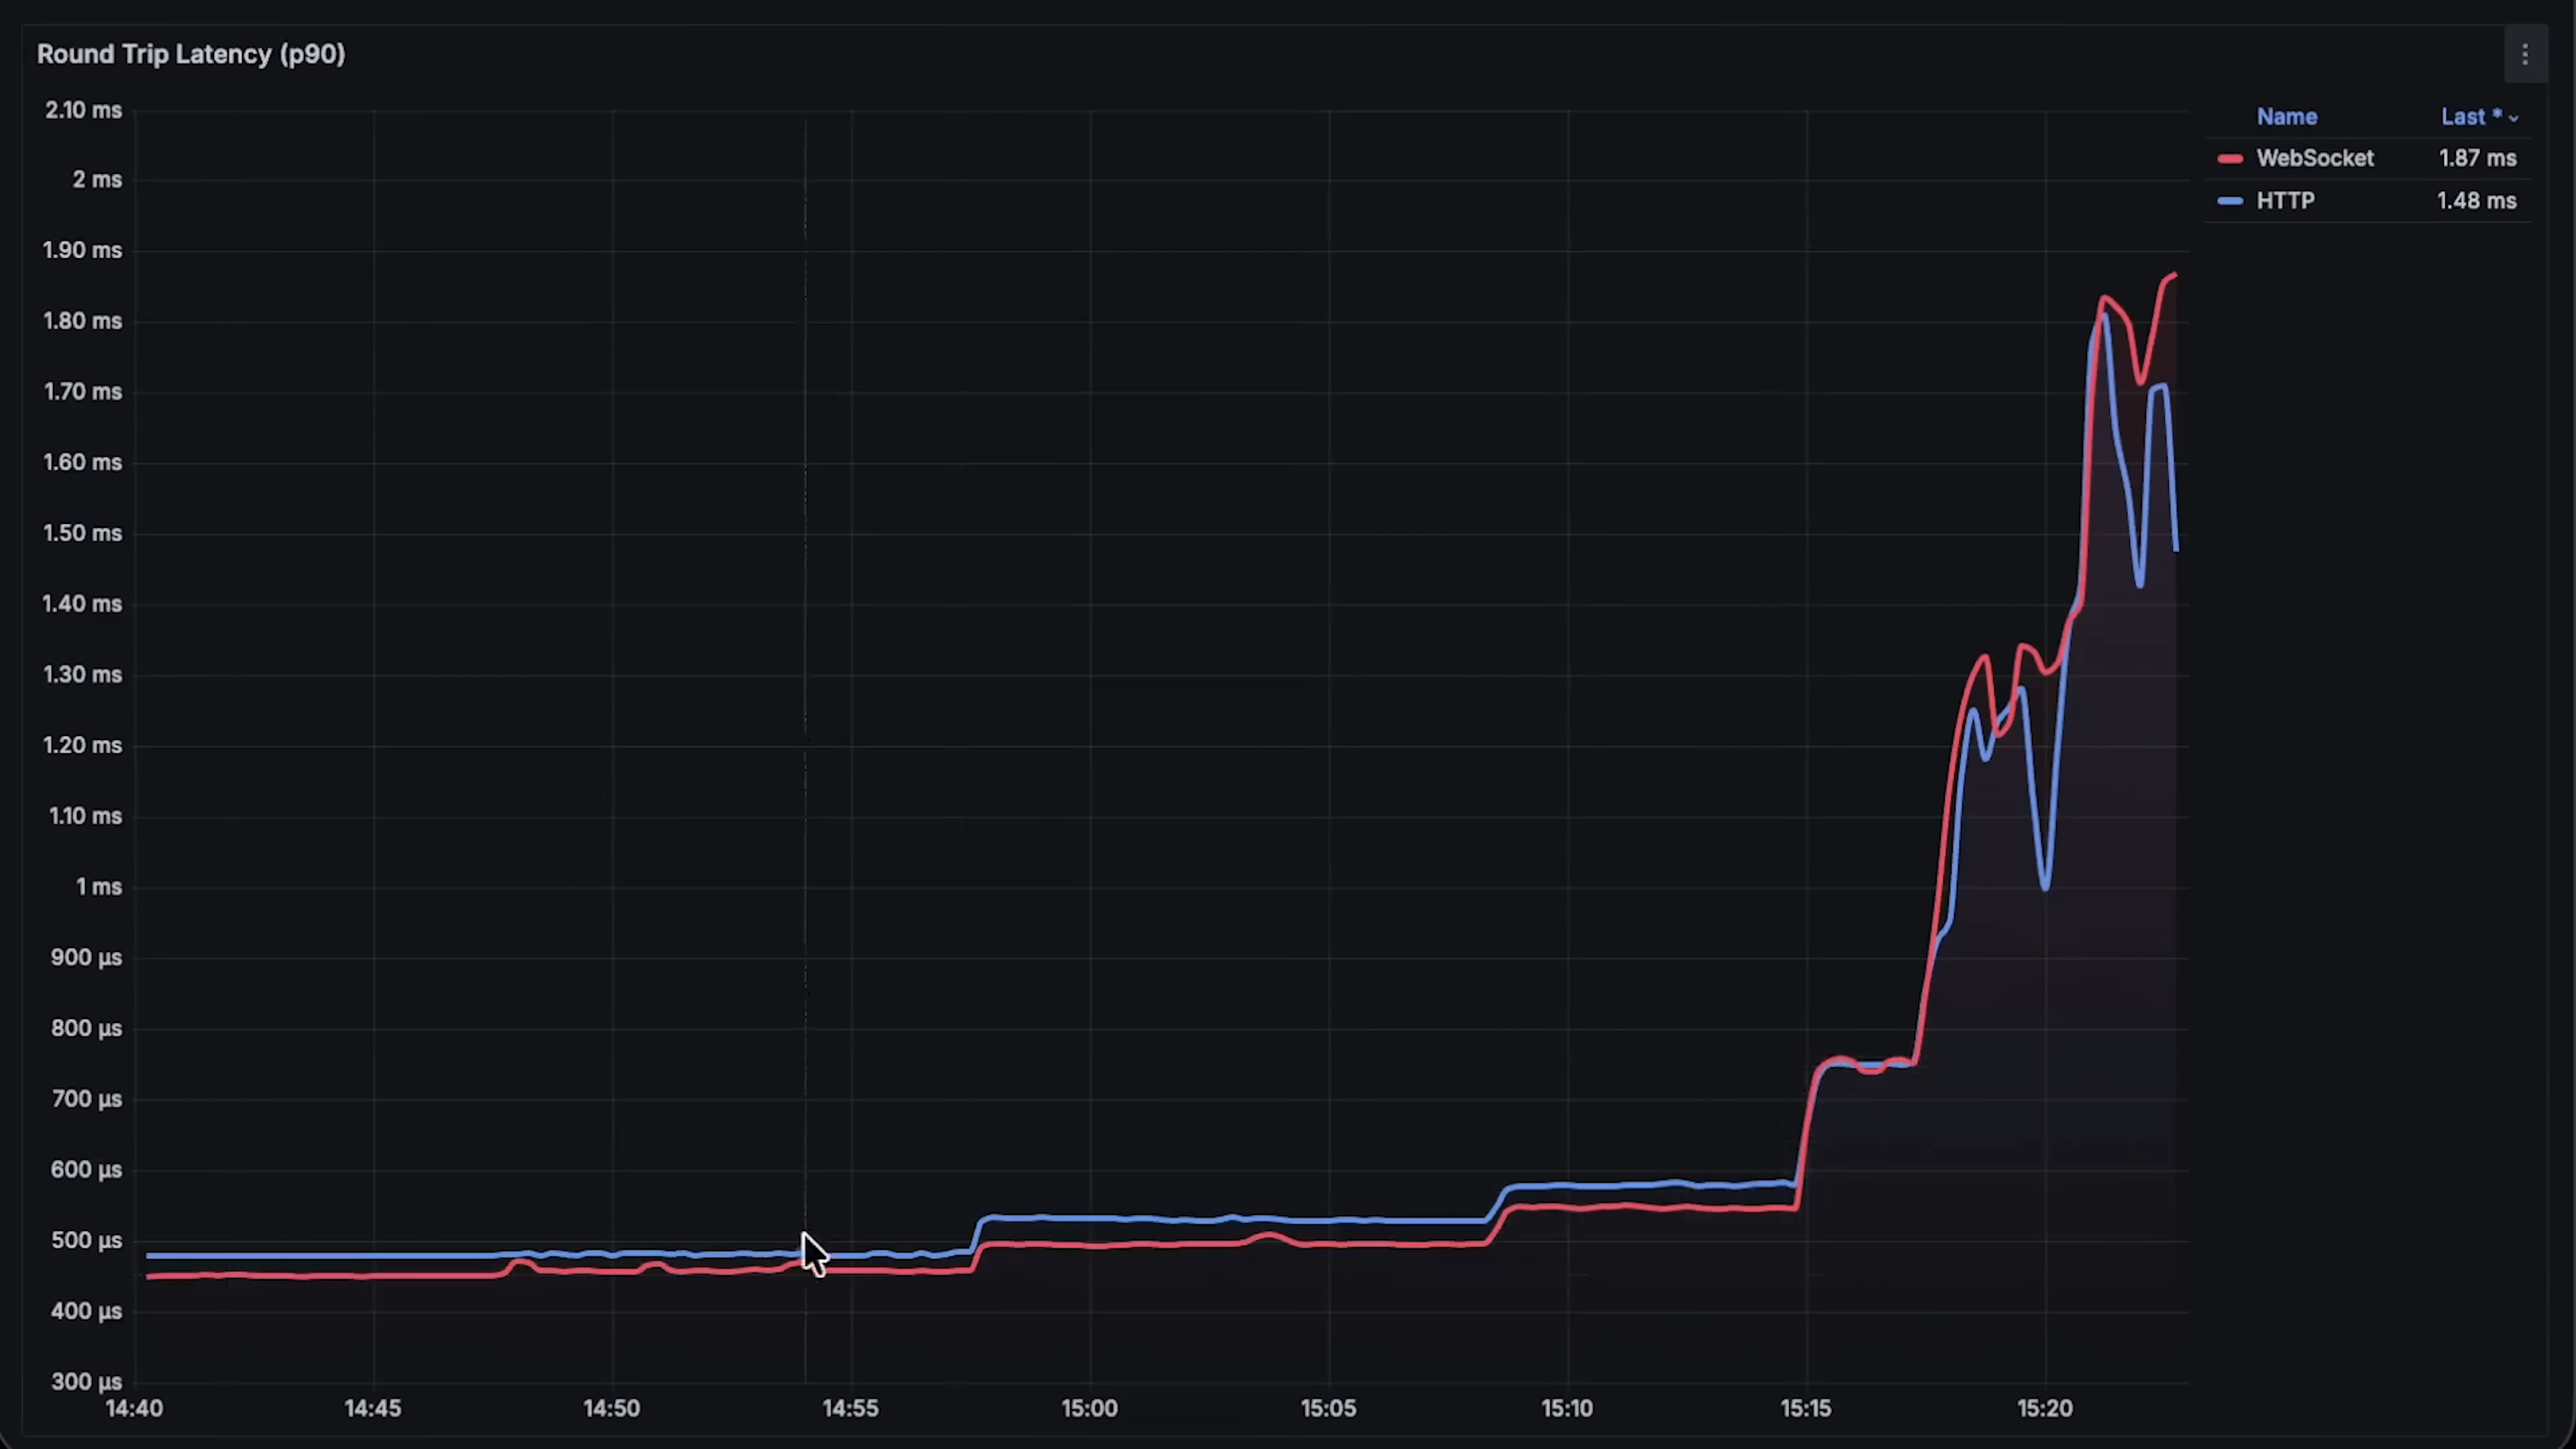 Round Trip Latency (p90)
2.10 ms
2 ms
1.90 ms
1.80 ms
1.70 ms
1.60 ms
1.50 ms
1.40 ms
1.30 ms
1.20 ms
1.10 ms
1 ms
900 µs
800 µs
700 µs
600 µs
500 µs
400 µs
300 µs
14:40 14:45 14:50 14:55 15:00 15:05 15:10 15:15 15:20
Name Last *
WebSocket 1.87 ms
HTTP 1.48 ms